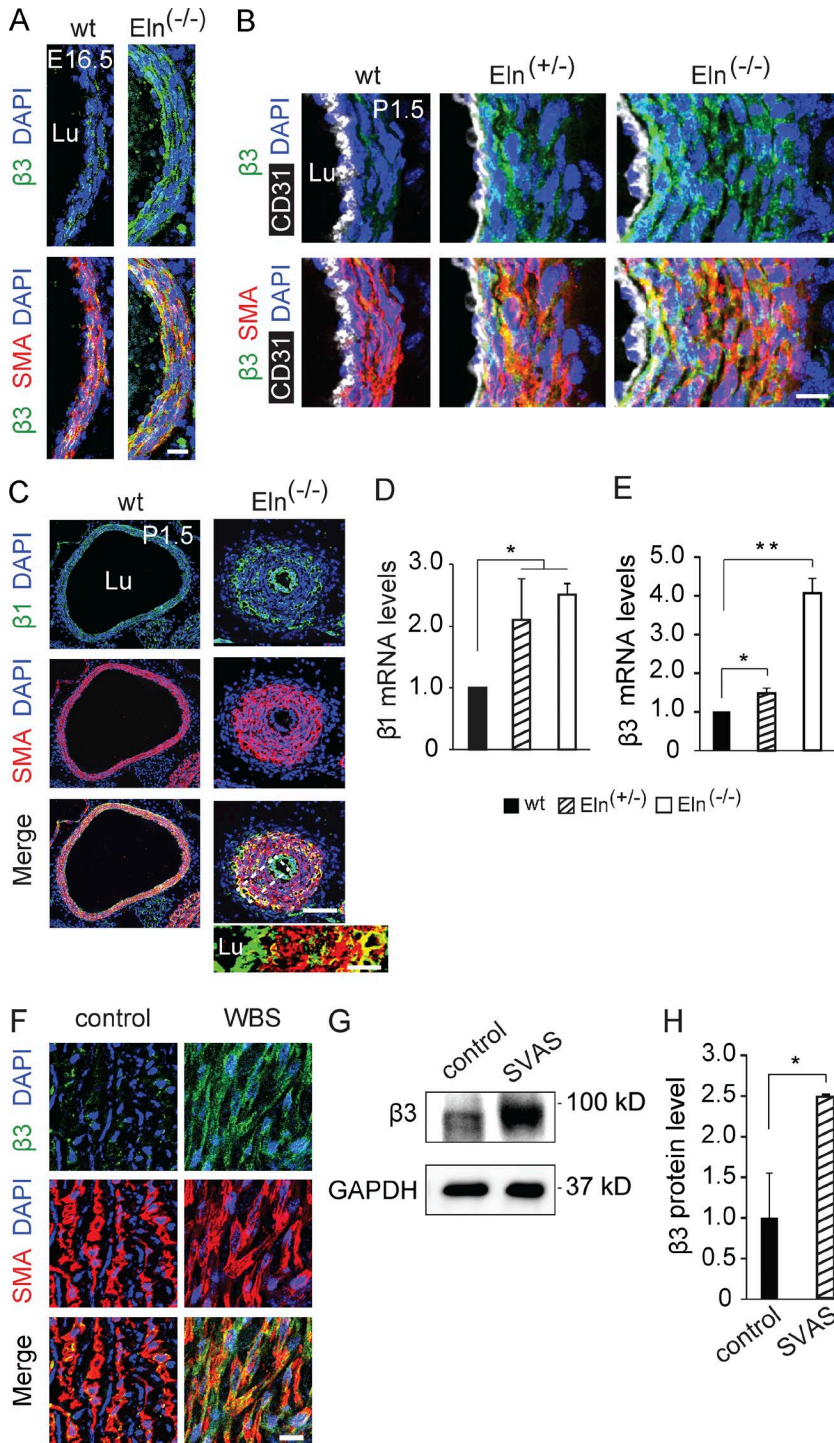 A
wt
Eln(-/-)
E16.5
Lu
β3 DAPI
β3 SMA DAPI
B
wt
Eln(+/-)
Eln(-/-)
P1.5
Lu
β3 DAPI
CD31
β3 SMA
CD31 DAPI
C
wt
Eln(-/-)
P1.5
Lu
β1 DAPI
SMA DAPI
Merge
Lu
D
β1 mRNA levels
3.0
2.0
1.0
0
*
E
β3 mRNA levels
5.0
4.0
3.0
2.0
1.0
0
*
**
wt Eln(+/-) Eln(-/-)
F
control
WBS
β3 DAPI
SMA DAPI
Merge
G
control
SVAS
β3
- 100 kD
GAPDH
- 37 kD
H
β3 protein level
3.0
2.5
2.0
1.5
1.0
0.5
0
*
control
SVAS